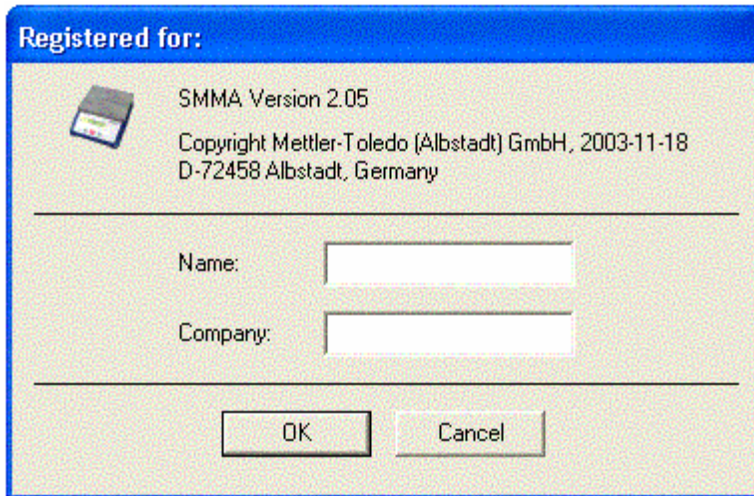 Registered for:
SMMA Version 2.05
Copyright Mettler-Toledo (Albstadt) GmbH, 2003-11-18
D-72458 Albstadt, Germany
Name:
Company:
OK Cancel